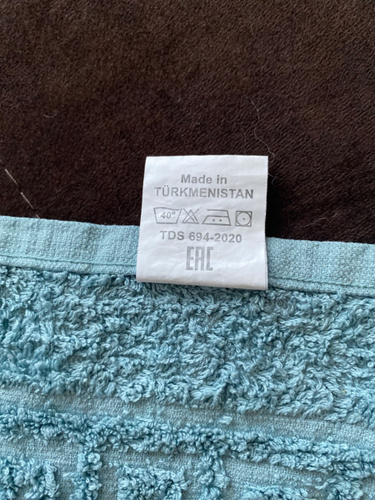 Made in
TÜRKMENISTAN
40°
TDS 694-2020
EAC